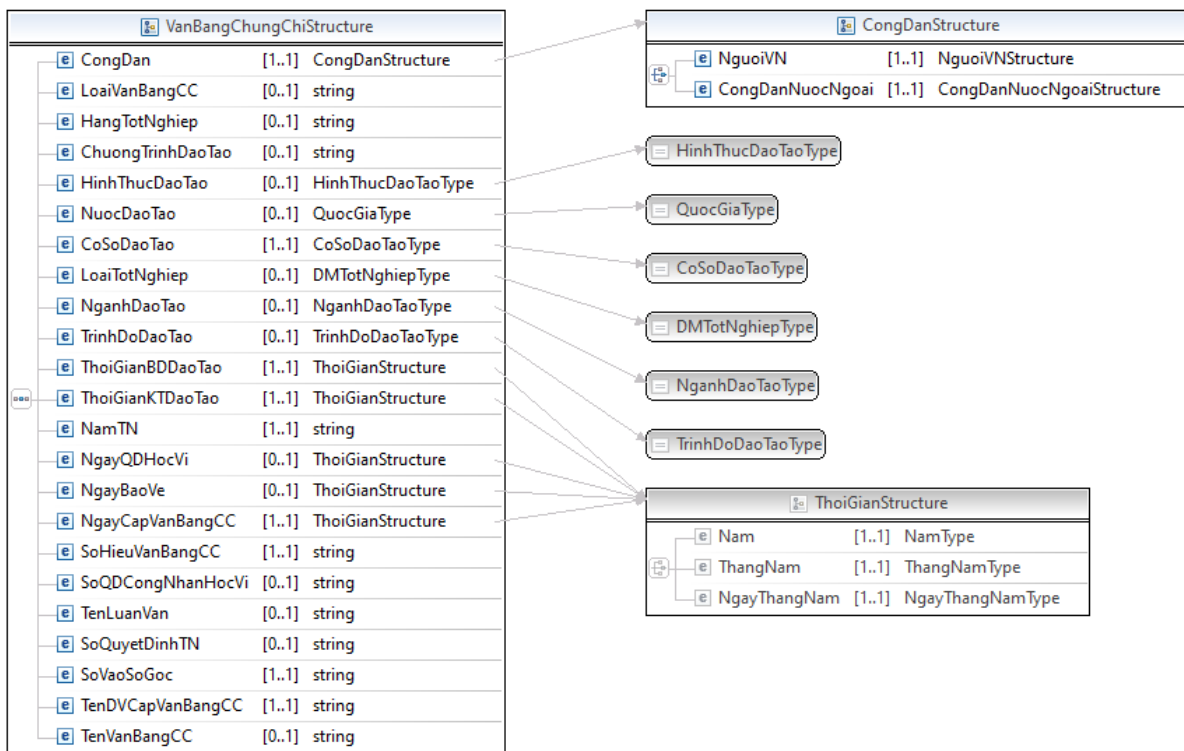 VanBangChungChiStructure
e CongDan [1..1] CongDanStructure
e LoaiVanBangCC [0..1] string
e HangTotNghiep [0..1] string
e ChuongTrinhDaoTao [0..1] string
e HinhThucDaoTao [0..1] HinhThucDaoTaoType
e NuocDaoTao [0..1] QuocGiaType
e CoSoDaoTao [1..1] CoSoDaoTaoType
e LoaiTotNghiep [0..1] DMTotNghiepType
e NganhDaoTao [0..1] NganhDaoTaoType
e TrinhDoDaoTao [0..1] TrinhDoDaoTaoType
e ThoiGianBDDaoTao [1..1] ThoiGianStructure
e ThoiGianKTDaoTao [1..1] ThoiGianStructure
e NamTN [1..1] string
e NgayQDHocVi [0..1] ThoiGianStructure
e NgayBaoVe [0..1] ThoiGianStructure
e NgayCapVanBangCC [1..1] ThoiGianStructure
e SoHieuVanBangCC [1..1] string
e SoQDCongNhanHocVi [0..1] string
e TenLuanVan [0..1] string
e SoQuyetDinhTN [0..1] string
e SoVaoSoGoc [1..1] string
e TenDVCapVanBangCC [1..1] string
e TenVanBangCC [0..1] string
CongDanStructure
e NguoiVN [1..1] NguoiVNStructure
e CongDanNuocNgoai [1..1] CongDanNuocNgoaiStructure
HinhThucDaoTaoType
QuocGiaType
CoSoDaoTaoType
DMTotNghiepType
NganhDaoTaoType
TrinhDoDaoTaoType
ThoiGianStructure
e Nam [1..1] NamType
e ThangNam [1..1] ThangNamType
e NgayThangNam [1..1] NgayThangNamType